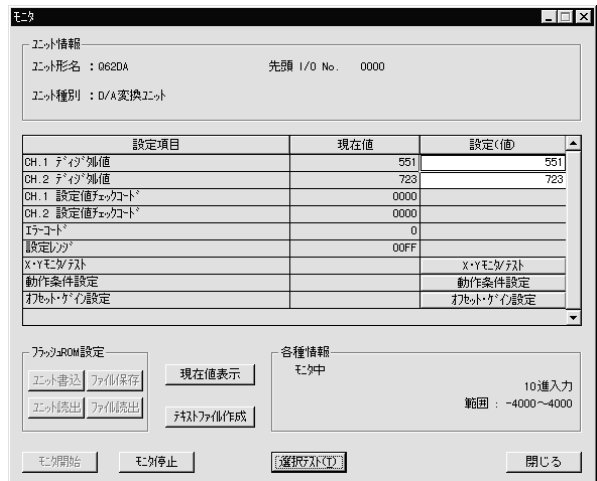 モニタ
ユニット情報
ユニット形名 : Q62DA 先頭 I/O No. 0000
ユニット種別 : D/A変換ユニット
設定項目 現在値 設定(値)
CH.1 ディジタル値 551 551
CH.2 ディジタル値 723 723
CH.1 設定値チェックコード 0000
CH.2 設定値チェックコード 0000
エラーコード 0
設定レンジ 00FF
X・Yモニタ/テスト X・Yモニタ/テスト
動作条件設定 動作条件設定
オフセット・ゲイン設定 オフセット・ゲイン設定
フラッシュROM設定
ユニット書込 ファイル保存
ユニット読出 ファイル読出
現在値表示
テキストファイル作成
各種情報
モニタ中
10進入力
範囲 : -4000~4000
モニタ開始 モニタ停止 選択テスト(T) 閉じる